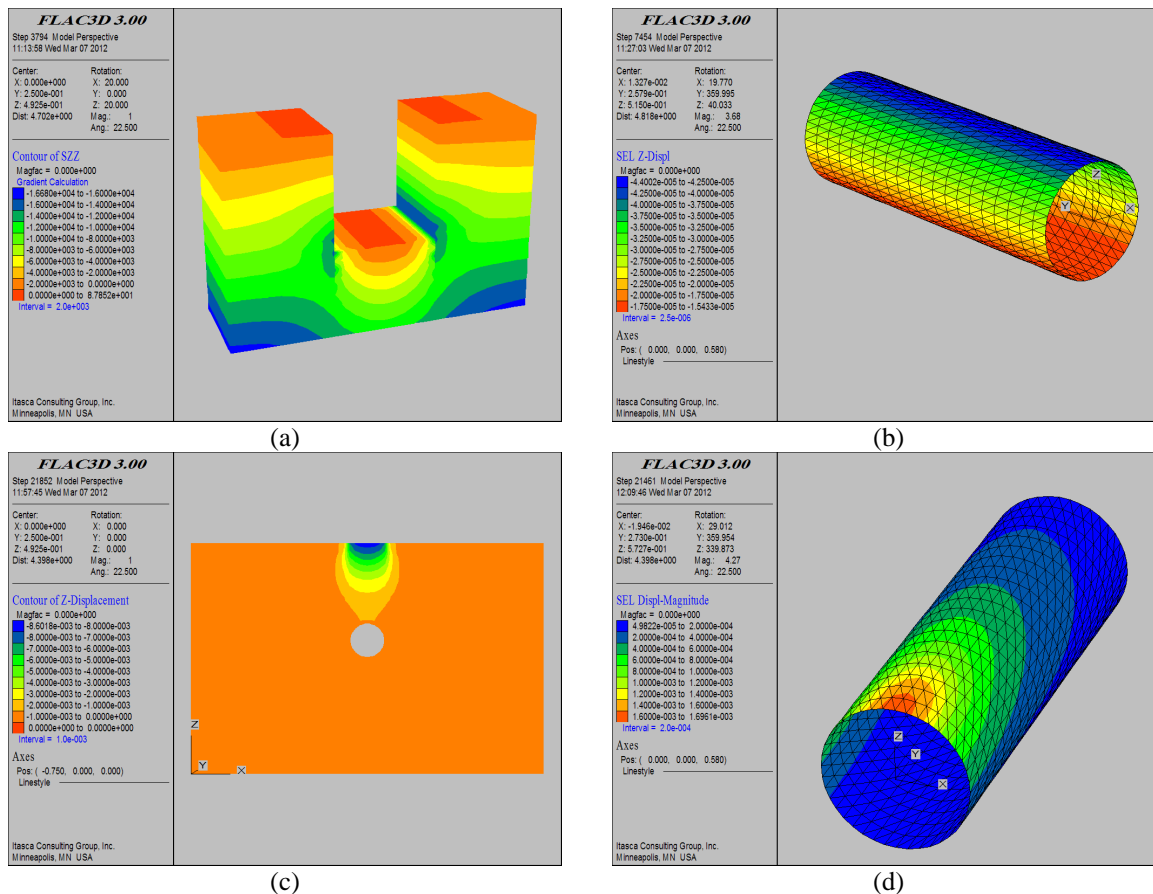 FLAC3D 3.00
Step 3794 Model Perspective
11:13:58 Wed Mar 07 2012
Center: Rotation:
X: 0.000e+000 X: 20.000
Y: 2.500e-001 Y: 0.000
Z: 4.925e-001 Z: 20.000
Dist: 4.702e+000 Mag.: 1
Ang.: 22.500
Contour of SZZ
Magfac = 0.000e+000
Gradient Calculation
-1.6680e+004 to -1.6000e+004
-1.6000e+004 to -1.4000e+004
-1.4000e+004 to -1.2000e+004
-1.2000e+004 to -1.0000e+004
-1.0000e+004 to -8.0000e+003
-8.0000e+003 to -6.0000e+003
-6.0000e+003 to -4.0000e+003
-4.0000e+003 to -2.0000e+003
-2.0000e+003 to 0.0000e+000
0.0000e+000 to 8.7852e+001
Interval = 2.0e+003
Itasca Consulting Group, Inc.
Minneapolis, MN USA
(a)
FLAC3D 3.00
Step 7454 Model Perspective
11:27:03 Wed Mar 07 2012
Center: Rotation:
X: 1.327e-002 X: 19.770
Y: 2.579e-001 Y: 359.995
Z: 5.150e-001 Z: 40.033
Dist: 4.818e+000 Mag.: 3.68
Ang.: 22.500
SEL Z-Displ
Magfac = 0.000e+000
-4.4002e-005 to -4.2500e-005
-4.2500e-005 to -4.0000e-005
-4.0000e-005 to -3.7500e-005
-3.7500e-005 to -3.5000e-005
-3.5000e-005 to -3.2500e-005
-3.2500e-005 to -3.0000e-005
-3.0000e-005 to -2.7500e-005
-2.7500e-005 to -2.5000e-005
-2.5000e-005 to -2.2500e-005
-2.2500e-005 to -2.0000e-005
-2.0000e-005 to -1.7500e-005
-1.7500e-005 to -1.5433e-005
Interval = 2.5e-006
Axes
Pos: ( 0.000, 0.000, 0.580)
Linestyle
Z
Y
X
Itasca Consulting Group, Inc.
Minneapolis, MN USA
(b)
FLAC3D 3.00
Step 21852 Model Perspective
11:57:45 Wed Mar 07 2012
Center: Rotation:
X: 0.000e+000 X: 0.000
Y: 2.500e-001 Y: 0.000
Z: 4.925e-001 Z: 0.000
Dist: 4.398e+000 Mag.: 1
Ang.: 22.500
Contour of Z-Displacement
Magfac = 0.000e+000
-8.6018e-003 to -8.0000e-003
-8.0000e-003 to -7.0000e-003
-7.0000e-003 to -6.0000e-003
-6.0000e-003 to -5.0000e-003
-5.0000e-003 to -4.0000e-003
-4.0000e-003 to -3.0000e-003
-3.0000e-003 to -2.0000e-003
-2.0000e-003 to -1.0000e-003
-1.0000e-003 to 0.0000e+000
0.0000e+000 to 0.0000e+000
Interval = 1.0e-003
Axes
Pos: ( -0.750, 0.000, 0.000)
Linestyle
Z
Y
X
Itasca Consulting Group, Inc.
Minneapolis, MN USA
(c)
FLAC3D 3.00
Step 21461 Model Perspective
12:09:46 Wed Mar 07 2012
Center: Rotation:
X: -1.946e-002 X: 29.012
Y: 2.730e-001 Y: 359.954
Z: 5.727e-001 Z: 339.873
Dist: 4.398e+000 Mag.: 4.27
Ang.: 22.500
SEL Displ-Magnitude
Magfac = 0.000e+000
4.9822e-005 to 2.0000e-004
2.0000e-004 to 4.0000e-004
4.0000e-004 to 6.0000e-004
6.0000e-004 to 8.0000e-004
8.0000e-004 to 1.0000e-003
1.0000e-003 to 1.2000e-003
1.2000e-003 to 1.4000e-003
1.4000e-003 to 1.6000e-003
1.6000e-003 to 1.6961e-003
Interval = 2.0e-004
Axes
Pos: ( 0.000, 0.000, 0.580)
Linestyle
Z
Y
X
Itasca Consulting Group, Inc.
Minneapolis, MN USA
(d)